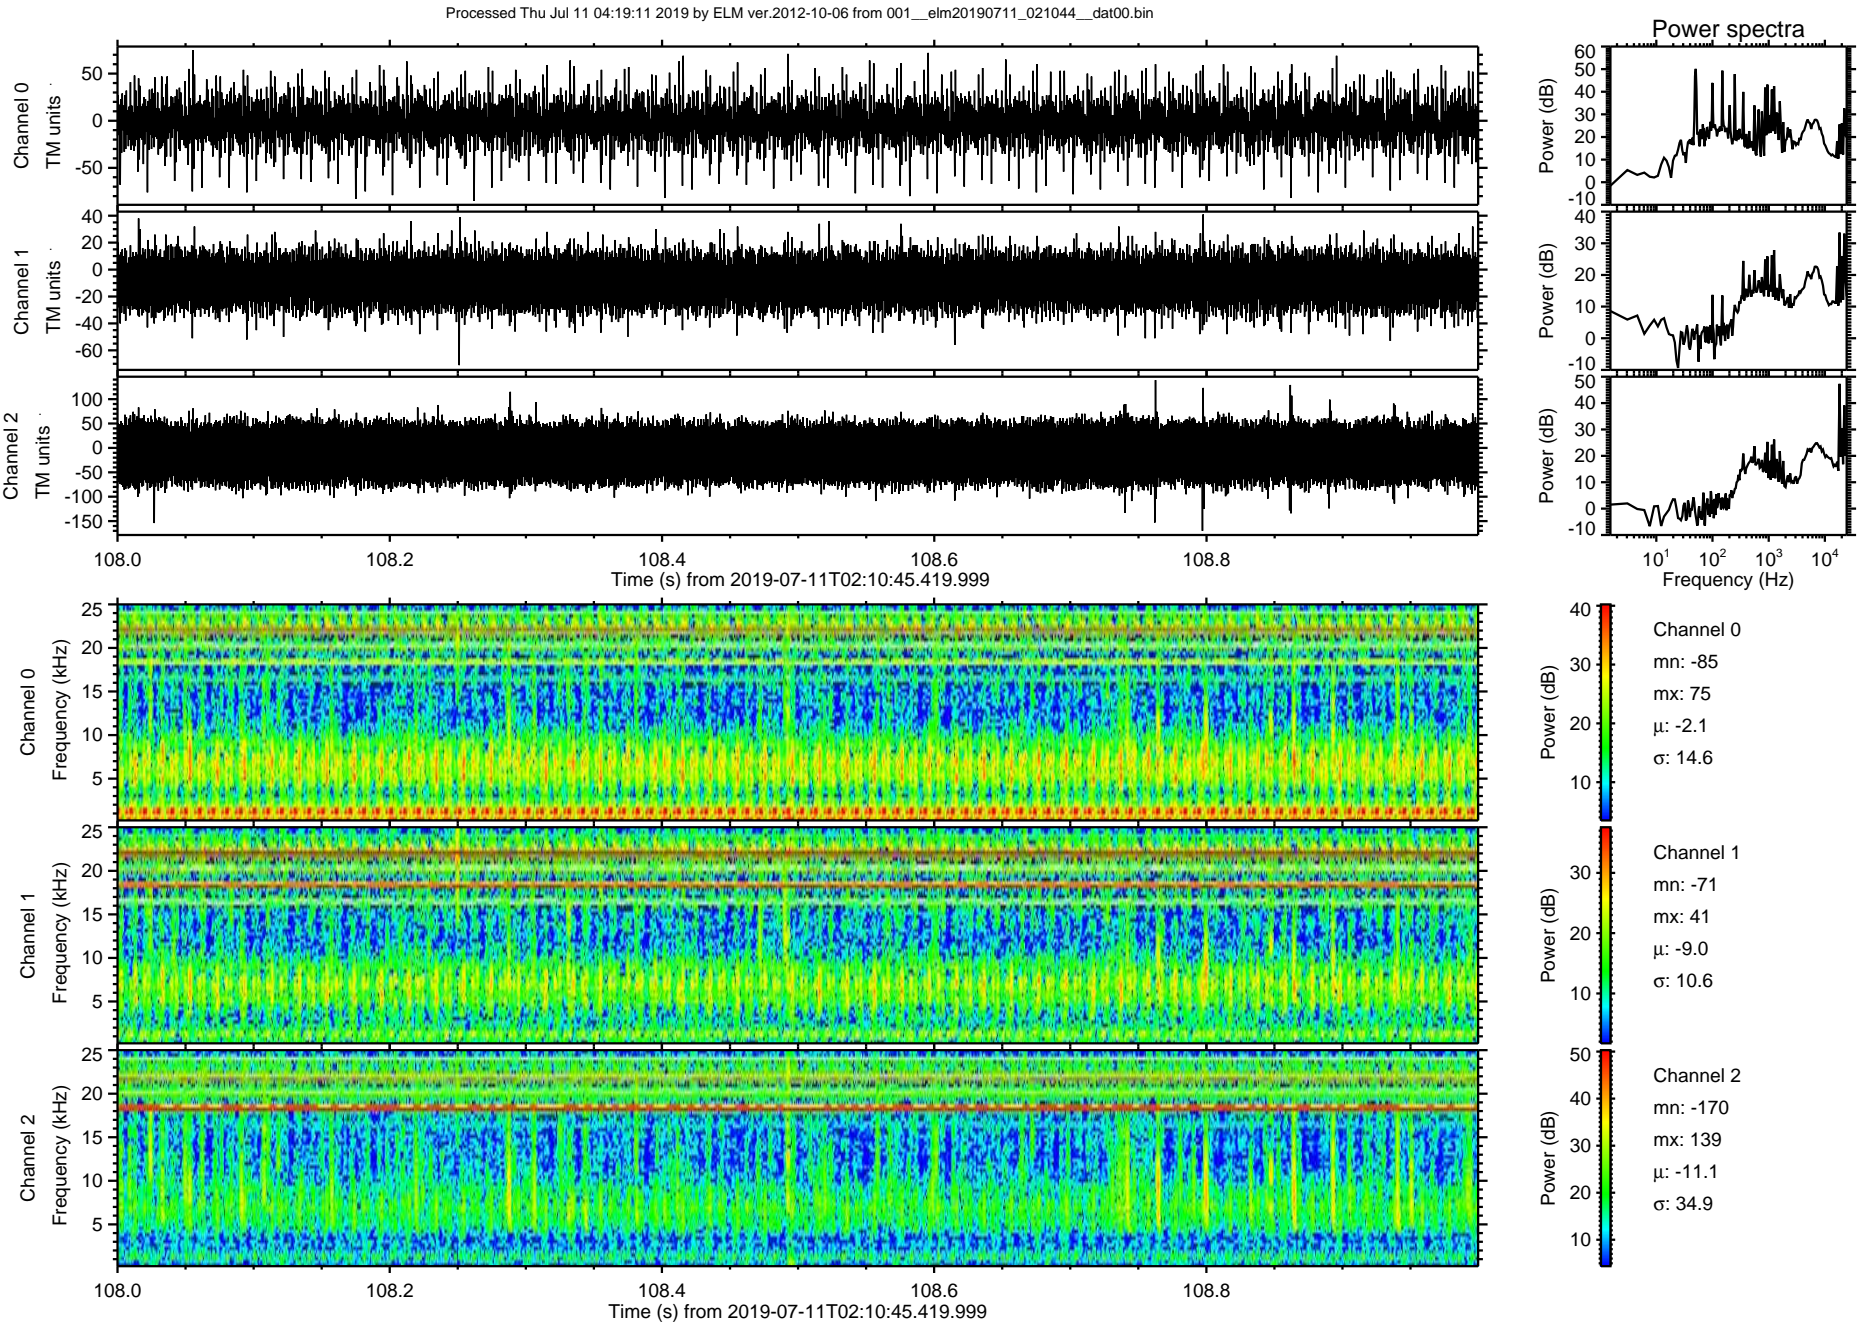 Processed Thu Jul 11 04:19:11 2019 by ELM ver.2012-10-06 from 001__elm20190711_021044__dat00.bin
Power spectra
Channel 0
TM units
50
0
-50
Power (dB)
60
50
40
30
20
10
0
-10
Channel 1
TM units
40
20
0
-20
-40
-60
Power (dB)
40
30
20
10
0
-10
Channel 2
TM units
100
50
0
-50
-100
-150
Power (dB)
50
40
30
20
10
0
-10
108.0 108.2 108.4 108.6 108.8
Time (s) from 2019-07-11T02:10:45.419.999
10^1 10^2 10^3 10^4
Frequency (Hz)
Channel 0
Frequency (kHz)
25
20
15
10
5
Power (dB)
40
30
20
10
Channel 0
mn: -85
mx: 75
μ: -2.1
σ: 14.6
Channel 1
Frequency (kHz)
25
20
15
10
5
Power (dB)
30
20
10
Channel 1
mn: -71
mx: 41
μ: -9.0
σ: 10.6
Channel 2
Frequency (kHz)
25
20
15
10
5
Power (dB)
50
40
30
20
10
Channel 2
mn: -170
mx: 139
μ: -11.1
σ: 34.9
108.0 108.2 108.4 108.6 108.8
Time (s) from 2019-07-11T02:10:45.419.999